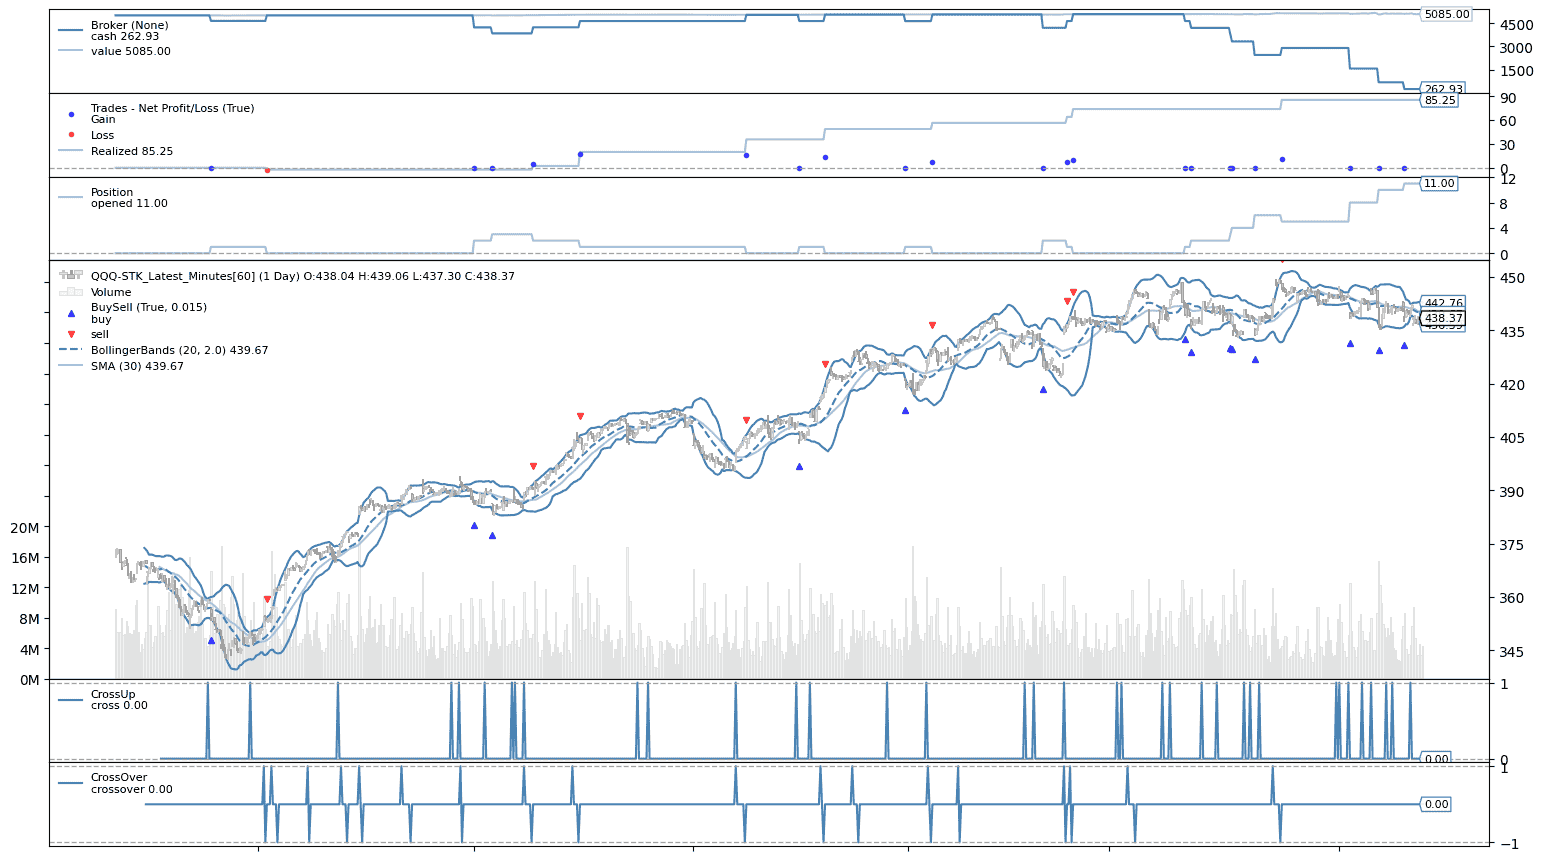 Broker (None)
cash 262.93
value 5085.00
5085.00
4500
3000
1500
262.93
Trades - Net Profit/Loss (True)
Gain
Loss
Realized 85.25
85.25
90
60
30
0
Position
opened 11.00
11.00
12
8
4
0
QQQ-STK_Latest_Minutes[60] (1 Day) O:438.04 H:439.06 L:437.30 C:438.37
Volume
BuySell (True, 0.015)
buy
sell
BollingerBands (20, 2.0) 439.67
SMA (30) 439.67
442.76
438.37
450
435
420
405
390
375
360
345
20M
16M
12M
8M
4M
0M
CrossUp
cross 0.00
1
0
0.00
CrossOver
crossover 0.00
1
0.00
−1